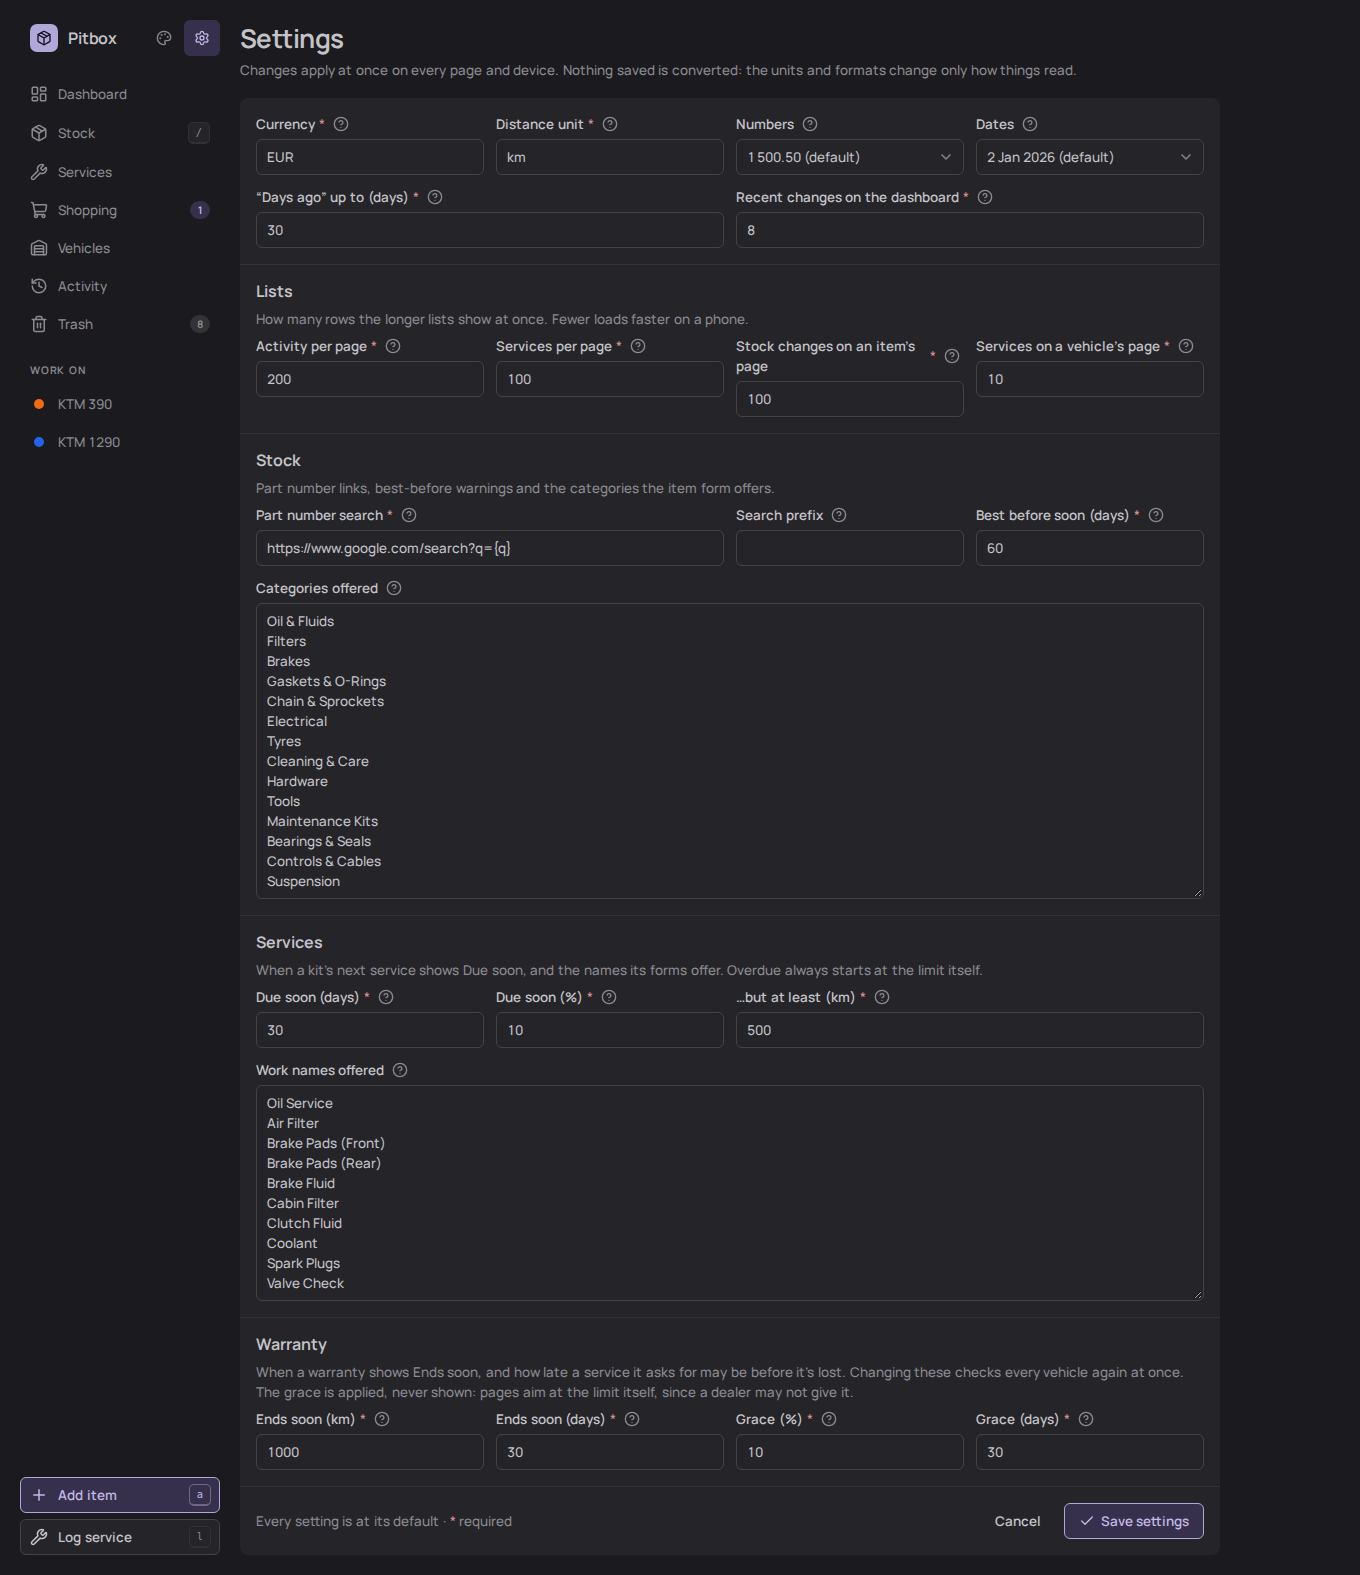 Pitbox
Dashboard
Stock /
Services
Shopping 1
Vehicles
Activity
Trash 8
WORK ON
KTM 390
KTM 1290
Add item a
Log service l
Settings
Changes apply at once on every page and device. Nothing saved is converted: the units and formats change only how things read.
Currency * Distance unit * Numbers Dates
EUR km 1 500.50 (default) 2 Jan 2026 (default)
“Days ago” up to (days) * Recent changes on the dashboard *
30 8
Lists
How many rows the longer lists show at once. Fewer loads faster on a phone.
Activity per page * Services per page * Stock changes on an item’s page * Services on a vehicle’s page *
200 100 100 10
Stock
Part number links, best-before warnings and the categories the item form offers.
Part number search * Search prefix Best before soon (days) *
https://www.google.com/search?q={q} 60
Categories offered
Oil & Fluids
Filters
Brakes
Gaskets & O-Rings
Chain & Sprockets
Electrical
Tyres
Cleaning & Care
Hardware
Tools
Maintenance Kits
Bearings & Seals
Controls & Cables
Suspension
Services
When a kit’s next service shows Due soon, and the names its forms offer. Overdue always starts at the limit itself.
Due soon (days) * Due soon (%) * …but at least (km) *
30 10 500
Work names offered
Oil Service
Air Filter
Brake Pads (Front)
Brake Pads (Rear)
Brake Fluid
Cabin Filter
Clutch Fluid
Coolant
Spark Plugs
Valve Check
Warranty
When a warranty shows Ends soon, and how late a service it asks for may be before it’s lost. Changing these checks every vehicle again at once.
The grace is applied, never shown: pages aim at the limit itself, since a dealer may not give it.
Ends soon (km) * Ends soon (days) * Grace (%) * Grace (days) *
1000 30 10 30
Every setting is at its default · * required Cancel Save settings